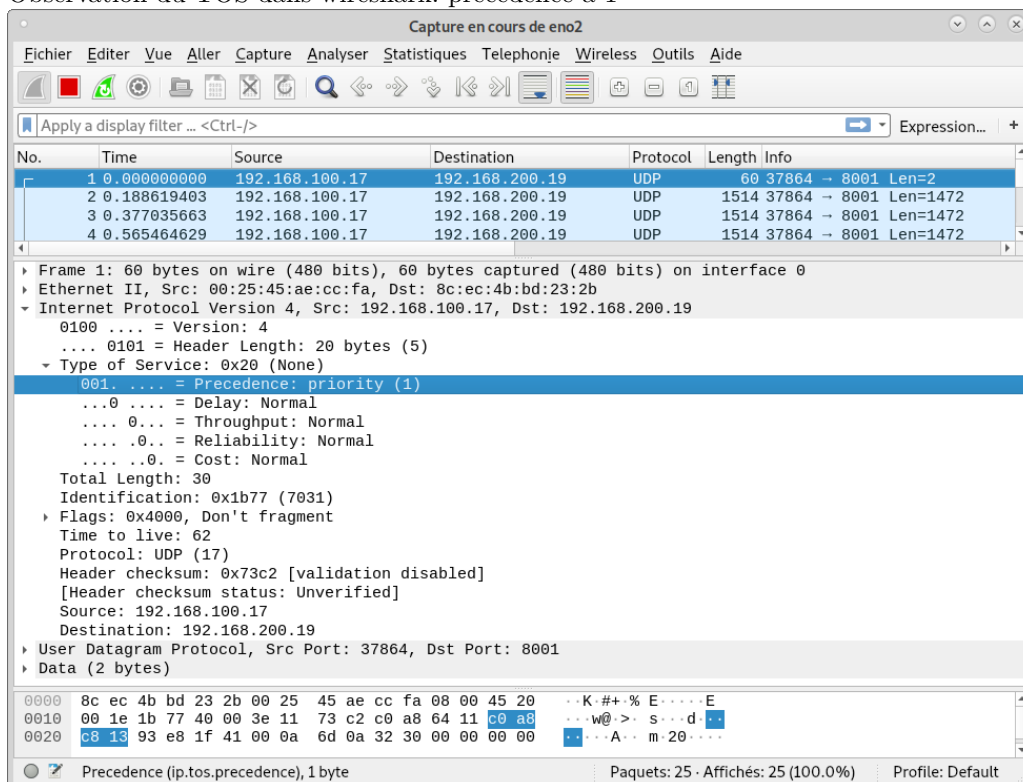 Observation du TOS dans wireshark: precedence à 1
Capture en cours de eno2
Fichier Editer Vue Aller Capture Analyser Statistiques Telephonie Wireless Outils Aide
Apply a display filter ... <Ctrl-/> Expression... +
No. Time Source Destination Protocol Length Info
1 0.000000000 192.168.100.17 192.168.200.19 UDP 60 37864 → 8001 Len=2
2 0.188619403 192.168.100.17 192.168.200.19 UDP 1514 37864 → 8001 Len=1472
3 0.377035663 192.168.100.17 192.168.200.19 UDP 1514 37864 → 8001 Len=1472
4 0.565464629 192.168.100.17 192.168.200.19 UDP 1514 37864 → 8001 Len=1472
Frame 1: 60 bytes on wire (480 bits), 60 bytes captured (480 bits) on interface 0
Ethernet II, Src: 00:25:45:ae:cc:fa, Dst: 8c:ec:4b:bd:23:2b
Internet Protocol Version 4, Src: 192.168.100.17, Dst: 192.168.200.19
0100 .... = Version: 4
.... 0101 = Header Length: 20 bytes (5)
Type of Service: 0x20 (None)
001. .... = Precedence: priority (1)
...0 .... = Delay: Normal
.... 0... = Throughput: Normal
.... .0.. = Reliability: Normal
.... ..0. = Cost: Normal
Total Length: 30
Identification: 0x1b77 (7031)
Flags: 0x4000, Don't fragment
Time to live: 62
Protocol: UDP (17)
Header checksum: 0x73c2 [validation disabled]
[Header checksum status: Unverified]
Source: 192.168.100.17
Destination: 192.168.200.19
User Datagram Protocol, Src Port: 37864, Dst Port: 8001
Data (2 bytes)
0000 8c ec 4b bd 23 2b 00 25 45 ae cc fa 08 00 45 20 ··K·#+·% E·····E
0010 00 1e 1b 77 40 00 3e 11 73 c2 c0 a8 64 11 c0 a8 ···w@·>· s···d···
0020 c8 13 93 e8 1f 41 00 0a 6d 0a 32 30 00 00 00 00 ·····A·· m·20····
Precedence (ip.tos.precedence), 1 byte Paquets: 25 · Affichés: 25 (100.0%) Profile: Default